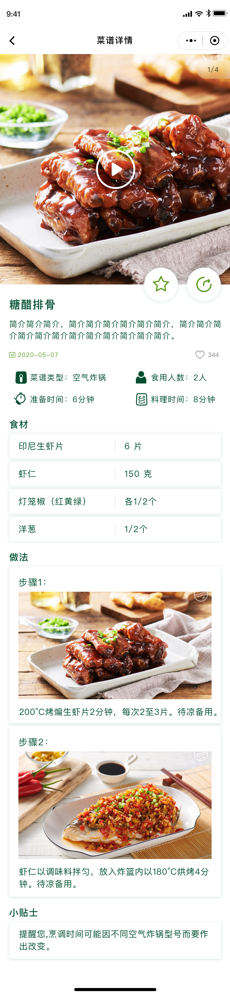 9:41
菜谱详情
1/4
糖醋排骨
简介简介简介，简介简介简介简介简介简介，简介简介简
介简介简介简介简介简介简介简介简介简介。
2020-05-07
344
菜谱类型：空气炸锅
食用人数：2人
准备时间：6分钟
料理时间：8分钟
食材
印尼生虾片
6 片
虾仁
150 克
灯笼椒（红黄绿）
各1/2个
洋葱
1/2个
做法
步骤1：
200°C烤煸生虾片2分钟，每次2至3片。待凉备用。
步骤2：
虾仁以调味料拌匀，放入炸篮内以180°C烘烤4分
钟。待凉备用。
小贴士
提醒您,烹调时间可能因不同空气炸锅型号而要作
出改变。